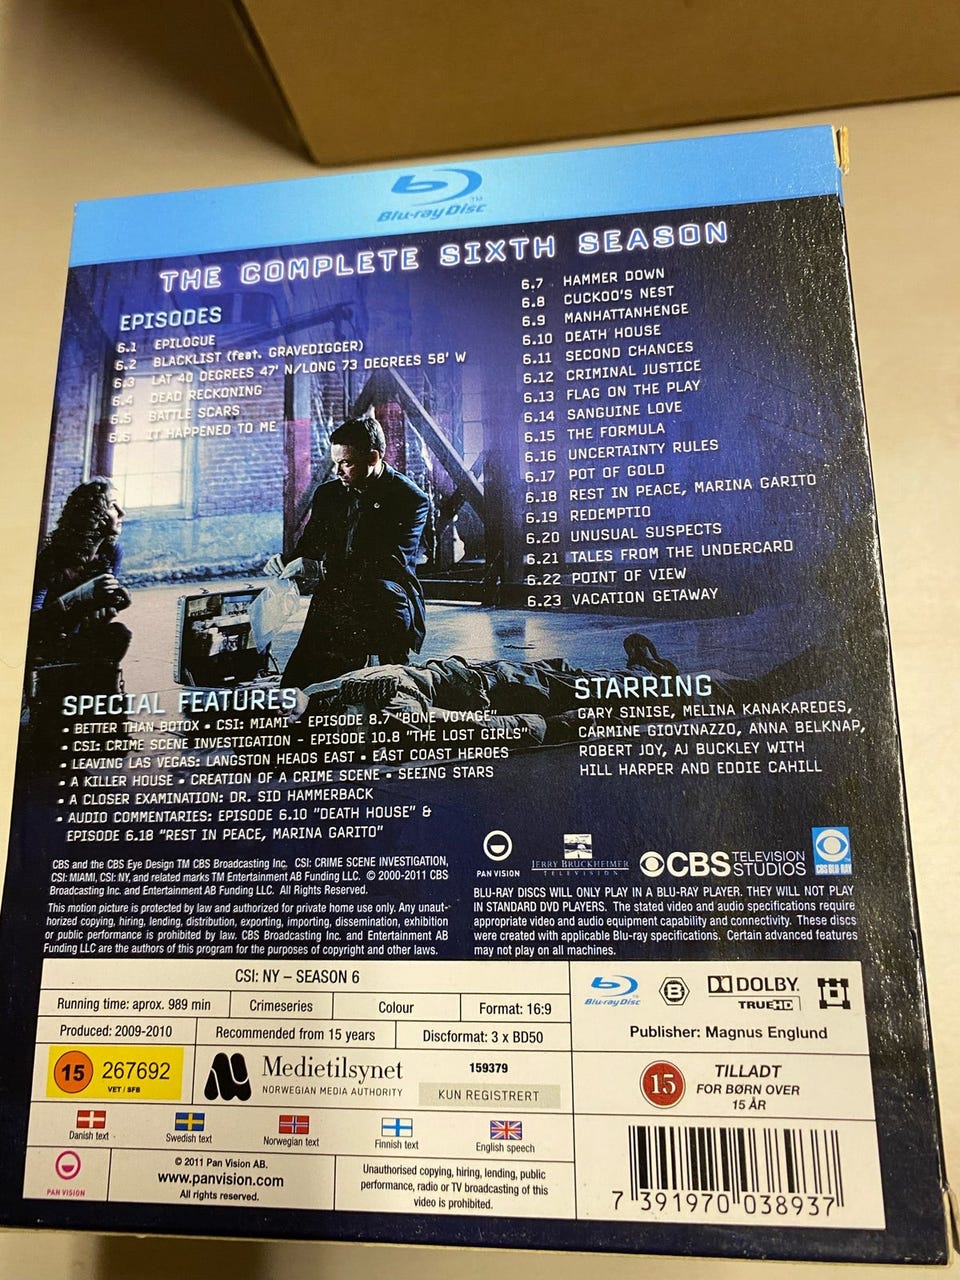 Blu-ray Disc TM
THE COMPLETE SIXTH SEASON
EPISODES
6.1 EPILOGUE
6.2 BLACKLIST (feat. GRAVEDIGGER)
6.3 LAT 40 DEGREES 47' N/LONG 73 DEGREES 58' W
6.4 DEAD RECKONING
6.5 BATTLE SCARS
6.6 IT HAPPENED TO ME
6.7 HAMMER DOWN
6.8 CUCKOO'S NEST
6.9 MANHATTANHENGE
6.10 DEATH HOUSE
6.11 SECOND CHANCES
6.12 CRIMINAL JUSTICE
6.13 FLAG ON THE PLAY
6.14 SANGUINE LOVE
6.15 THE FORMULA
6.16 UNCERTAINTY RULES
6.17 POT OF GOLD
6.18 REST IN PEACE, MARINA GARITO
6.19 REDEMPTIO
6.20 UNUSUAL SUSPECTS
6.21 TALES FROM THE UNDERCARD
6.22 POINT OF VIEW
6.23 VACATION GETAWAY
SPECIAL FEATURES
• BETTER THAN BOTOX • CSI: MIAMI - EPISODE 8.7 "BONE VOYAGE"
• CSI: CRIME SCENE INVESTIGATION - EPISODE 10.8 "THE LOST GIRLS"
• LEAVING LAS VEGAS: LANGSTON HEADS EAST • EAST COAST HEROES
• A KILLER HOUSE • CREATION OF A CRIME SCENE • SEEING STARS
• A CLOSER EXAMINATION: DR. SID HAMMERBACK
• AUDIO COMMENTARIES: EPISODE 6.10 "DEATH HOUSE" &
EPISODE 6.18 "REST IN PEACE, MARINA GARITO"
STARRING
GARY SINISE, MELINA KANAKAREDES,
CARMINE GIOVINAZZO, ANNA BELKNAP,
ROBERT JOY, AJ BUCKLEY WITH
HILL HARPER AND EDDIE CAHILL
PAN VISION
JERRY BRUCKHEIMER
TELEVISION
CBS TELEVISION STUDIOS
CBS BLU-RAY
CBS and the CBS Eye Design TM CBS Broadcasting Inc. CSI: CRIME SCENE INVESTIGATION,
CSI: MIAMI, CSI: NY, and related marks TM Entertainment AB Funding LLC. © 2000-2011 CBS
Broadcasting Inc. and Entertainment AB Funding LLC. All Rights Reserved.
This motion picture is protected by law and authorized for private home use only. Any unaut-
horized copying, hiring, lending, distribution, exporting, importing, dissemination, exhibition
or public performance is prohibited by law. CBS Broadcasting Inc. and Entertainment AB
Funding LLC are the authors of this program for the purposes of copyright and other laws.
BLU-RAY DISCS WILL ONLY PLAY IN A BLU-RAY PLAYER. THEY WILL NOT PLAY
IN STANDARD DVD PLAYERS. The stated video and audio specifications require
appropriate video and audio equipment capability and connectivity. These discs
were created with applicable Blu-ray specifications. Certain advanced features
may not play on all machines.
CSI: NY – SEASON 6
Running time: aprox. 989 min
Crimeseries
Colour
Format: 16:9
Produced: 2009-2010
Recommended from 15 years
Discformat: 3 x BD50
15 267692
VET / SFB
Medietilsynet
NORWEGIAN MEDIA AUTHORITY
159379
KUN REGISTRERT
Danish text
Swedish text
Norwegian text
Finnish text
English speech
PAN VISION
© 2011 Pan Vision AB.
www.panvision.com
All rights reserved.
Unauthorised copying, hiring, lending, public
performance, radio or TV broadcasting of this
video is prohibited.
Blu-ray Disc
B
DOLBY.
TRUEHD
Publisher: Magnus Englund
15
TILLADT
FOR BØRN OVER
15 ÅR
7 391970 038937